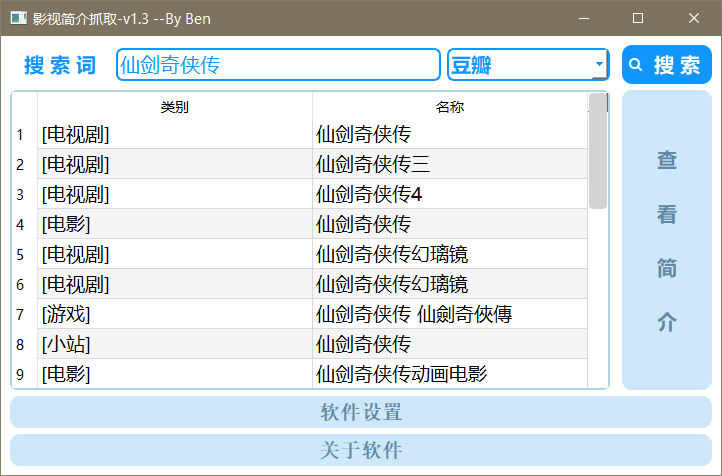 影视简介抓取-v1.3 --By Ben
搜 索 词 仙剑奇侠传 豆瓣 搜 索
类别 名称
1 [电视剧] 仙剑奇侠传
2 [电视剧] 仙剑奇侠传三
3 [电视剧] 仙剑奇侠传4
4 [电影] 仙剑奇侠传
5 [电视剧] 仙剑奇侠传幻璃镜
6 [电视剧] 仙剑奇侠传幻璃镜
7 [游戏] 仙剑奇侠传 仙劍奇俠傳
8 [小站] 仙剑奇侠传
9 [电影] 仙剑奇侠传动画电影
查
看
简
介
软件设置
关于软件